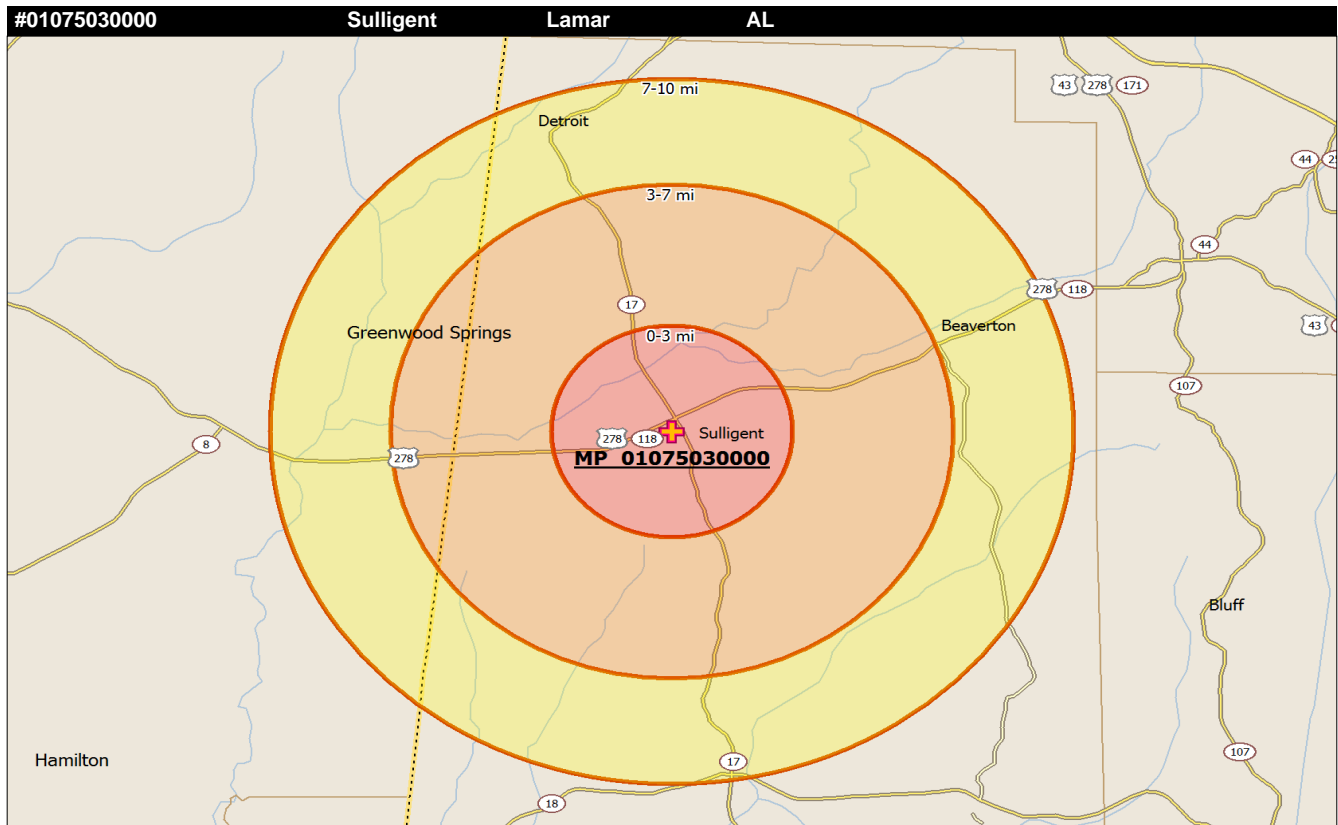 #01075030000 Sulligent Lamar AL
7-10 mi
43 278 171
Detroit
44
3-7 mi
44
278 118
17
43
Greenwood Springs
Beaverton
0-3 mi
107
8
278 118 Sulligent
278
MP 01075030000
Bluff
107
Hamilton
17
18